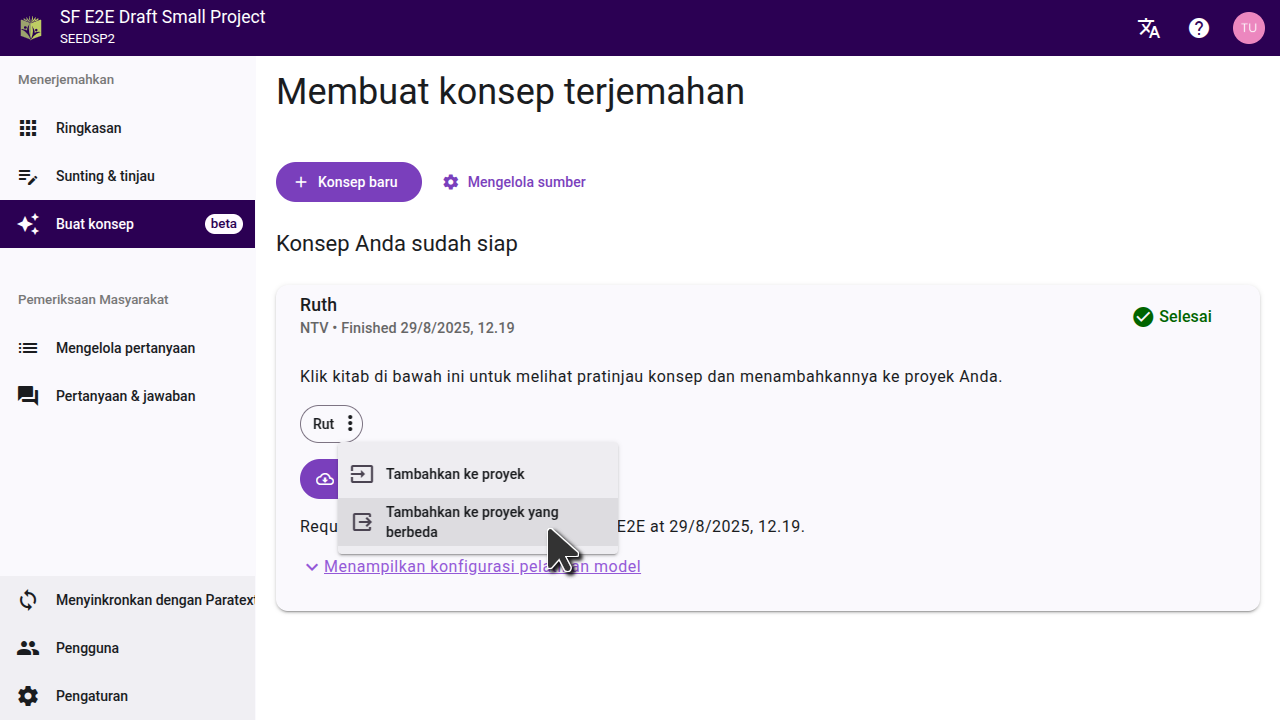 SF E2E Draft Small Project
SEEDSP2
TU
Menerjemahkan
Ringkasan
Sunting & tinjau
Buat konsep
beta
Pemeriksaan Masyarakat
Mengelola pertanyaan
Pertanyaan & jawaban
Menyinkronkan dengan Paratext
Pengguna
Pengaturan
Membuat konsep terjemahan
Konsep baru
Mengelola sumber
Konsep Anda sudah siap
Ruth
NTV • Finished 29/8/2025, 12.19
Selesai
Klik kitab di bawah ini untuk melihat pratinjau konsep dan menambahkannya ke proyek Anda.
Rut
Tambahkan ke proyek
Tambahkan ke proyek yang
berbeda
Requ E2E at 29/8/2025, 12.19.
Menampilkan konfigurasi model